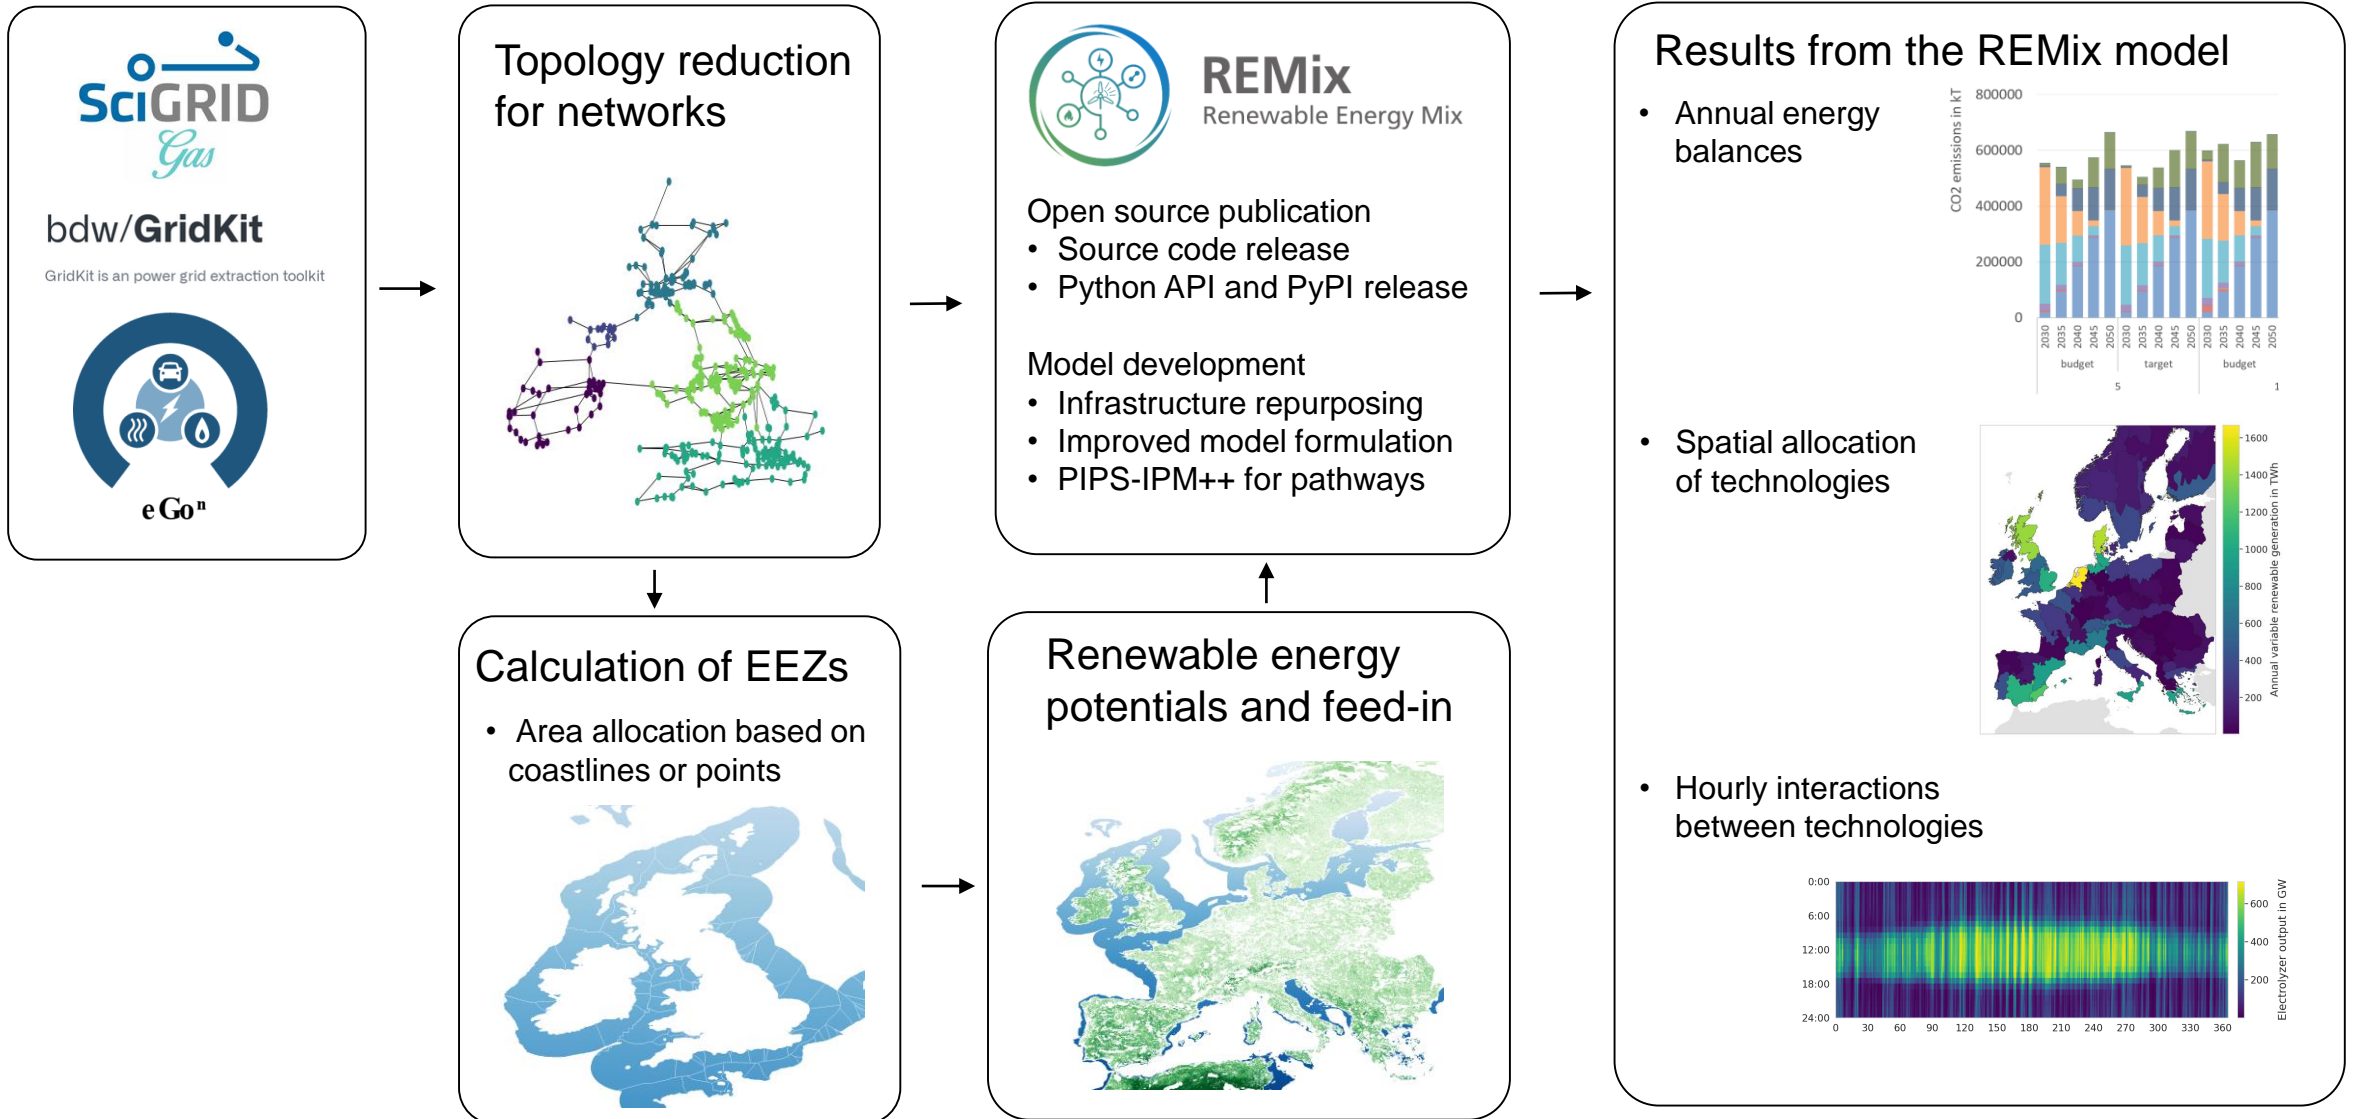 SciGRID
Gas
bdw/GridKit
GridKit is an power grid extraction toolkit
eGoⁿ
Topology reduction
for networks
REMix
Renewable Energy Mix
Open source publication
• Source code release
• Python API and PyPI release
Model development
• Infrastructure repurposing
• Improved model formulation
• PIPS-IPM++ for pathways
Calculation of EEZs
• Area allocation based on
coastlines or points
Renewable energy
potentials and feed-in
Results from the REMix model
• Annual energy
balances
CO2 emissions in kT
800000
600000
400000
200000
0
2030 2035 2040 2045 2050 2030 2035 2040 2045 2050 2030 2035 2040 2045 2050
budget target budget
5 1
• Spatial allocation
of technologies
1600
1400
1200
1000
800
600
400
200
Annual variable renewable generation in TWh
• Hourly interactions
between technologies
0:00
6:00
12:00
18:00
24:00
0 30 60 90 120 150 180 210 240 270 300 330 360
600
400
200
Electrolyzer output in GW